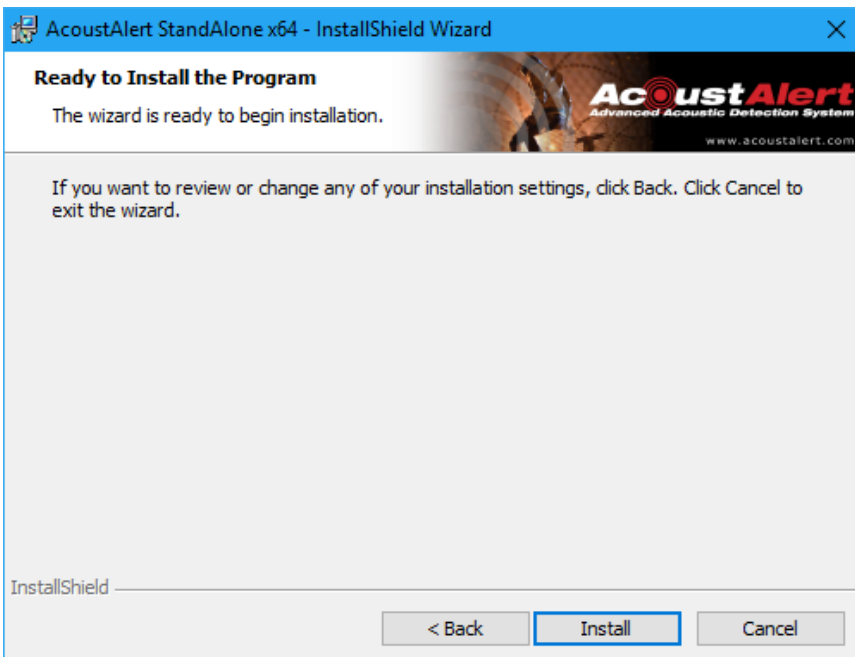 AcoustAlert StandAlone x64 - InstallShield Wizard
Ready to Install the Program
The wizard is ready to begin installation.
AcoustAlert
Advanced Acoustic Detection System
www.acoustalert.com
If you want to review or change any of your installation settings, click Back. Click Cancel to
exit the wizard.
InstallShield
< Back
Install
Cancel